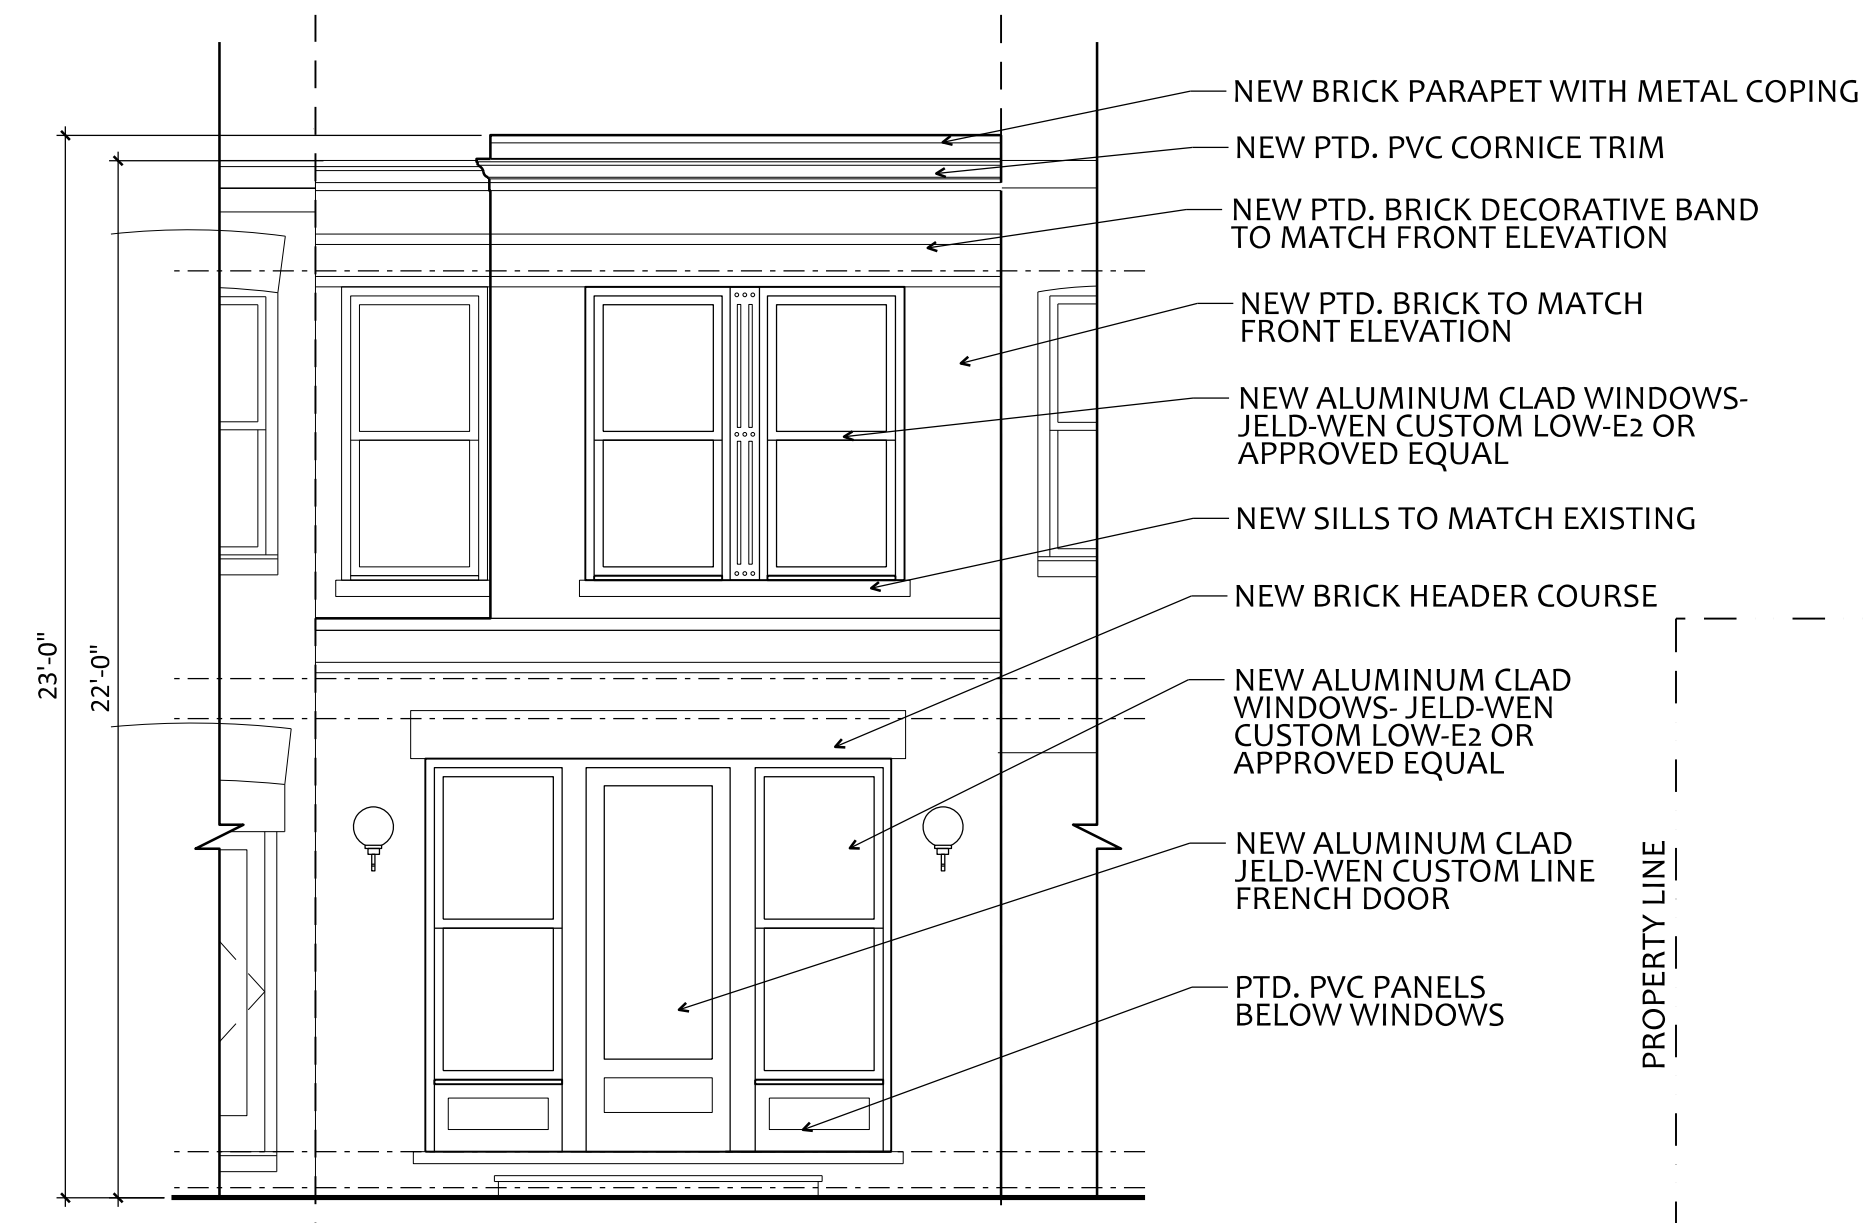 NEW BRICK PARAPET WITH METAL COPING
NEW PTD. PVC CORNICE TRIM
NEW PTD. BRICK DECORATIVE BAND
TO MATCH FRONT ELEVATION
NEW PTD. BRICK TO MATCH
FRONT ELEVATION
NEW ALUMINUM CLAD WINDOWS-
JELD-WEN CUSTOM LOW-E2 OR
APPROVED EQUAL
NEW SILLS TO MATCH EXISTING
NEW BRICK HEADER COURSE
23'-0"
22'-0"
NEW ALUMINUM CLAD
WINDOWS- JELD-WEN
CUSTOM LOW-E2 OR
APPROVED EQUAL
NEW ALUMINUM CLAD
JELD-WEN CUSTOM LINE
FRENCH DOOR
PROPERTY LINE
PTD. PVC PANELS
BELOW WINDOWS